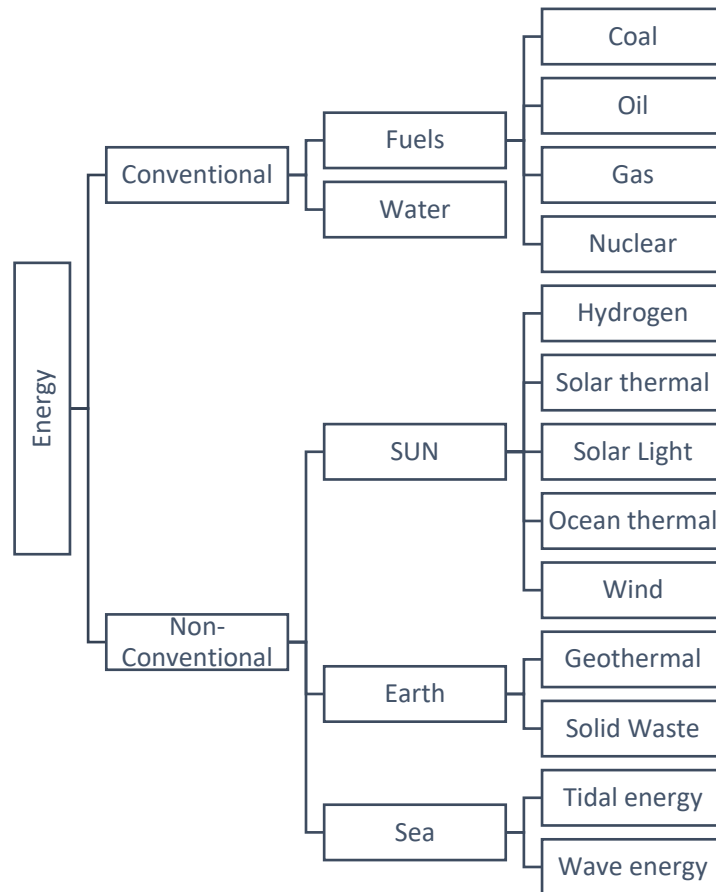 Energy
Conventional
Fuels
Coal
Oil
Gas
Nuclear
Water
Non-
Conventional
SUN
Hydrogen
Solar thermal
Solar Light
Ocean thermal
Wind
Earth
Geothermal
Solid Waste
Sea
Tidal energy
Wave energy